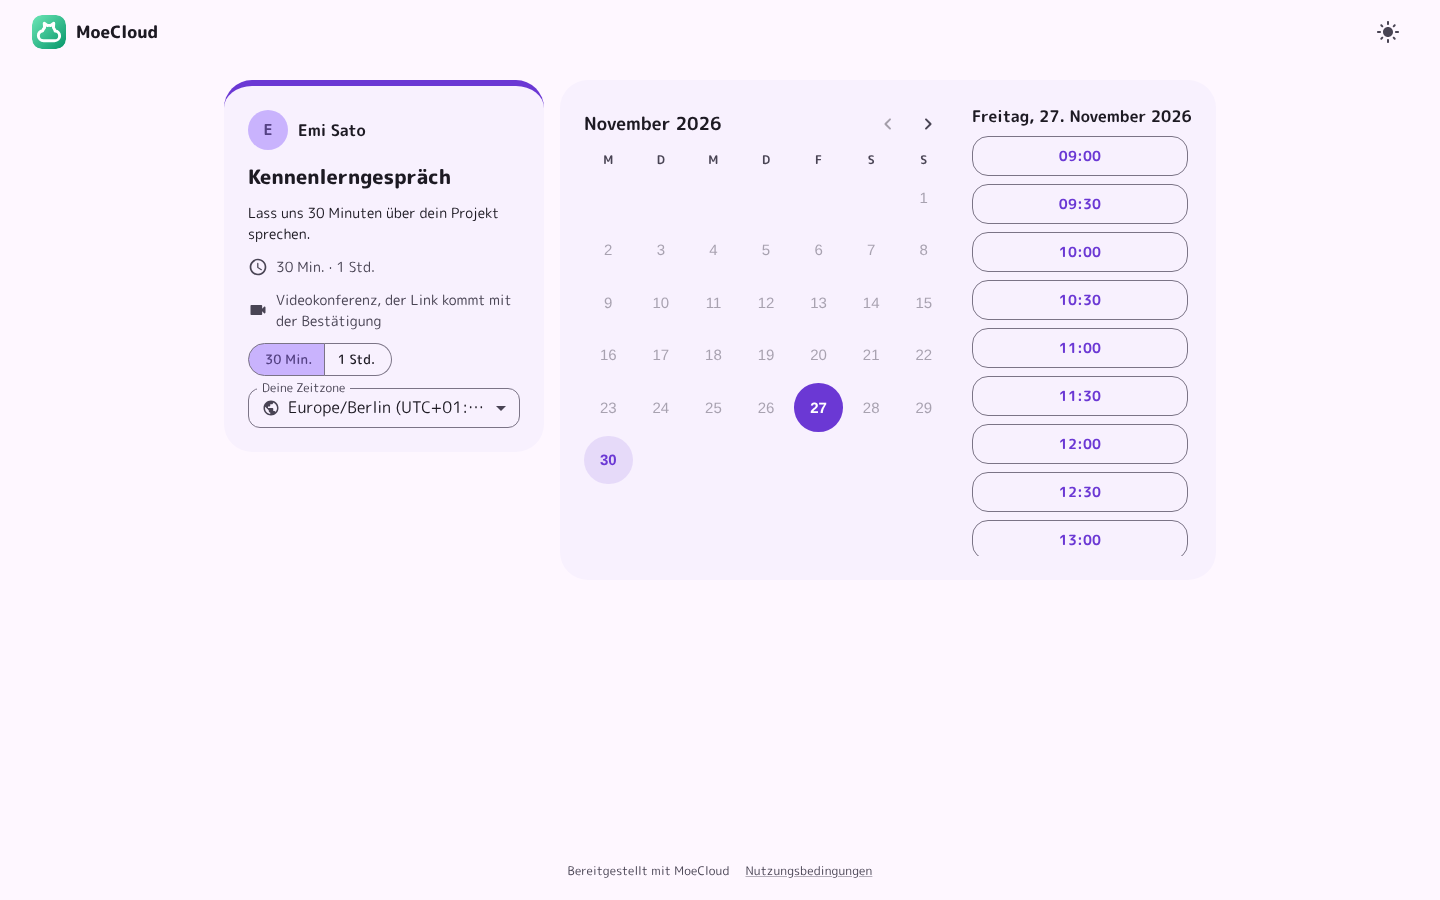 MoeCloud
E
Emi Sato
Kennenlerngespräch
Lass uns 30 Minuten über dein Projekt
sprechen.
30 Min. · 1 Std.
Videokonferenz, der Link kommt mit
der Bestätigung
30 Min.
1 Std.
Deine Zeitzone
Europe/Berlin (UTC+01:···
November 2026
M D M D F S S
1
2 3 4 5 6 7 8
9 10 11 12 13 14 15
16 17 18 19 20 21 22
23 24 25 26 27 28 29
30
Freitag, 27. November 2026
09:00
09:30
10:00
10:30
11:00
11:30
12:00
12:30
13:00
Bereitgestellt mit MoeCloud Nutzungsbedingungen